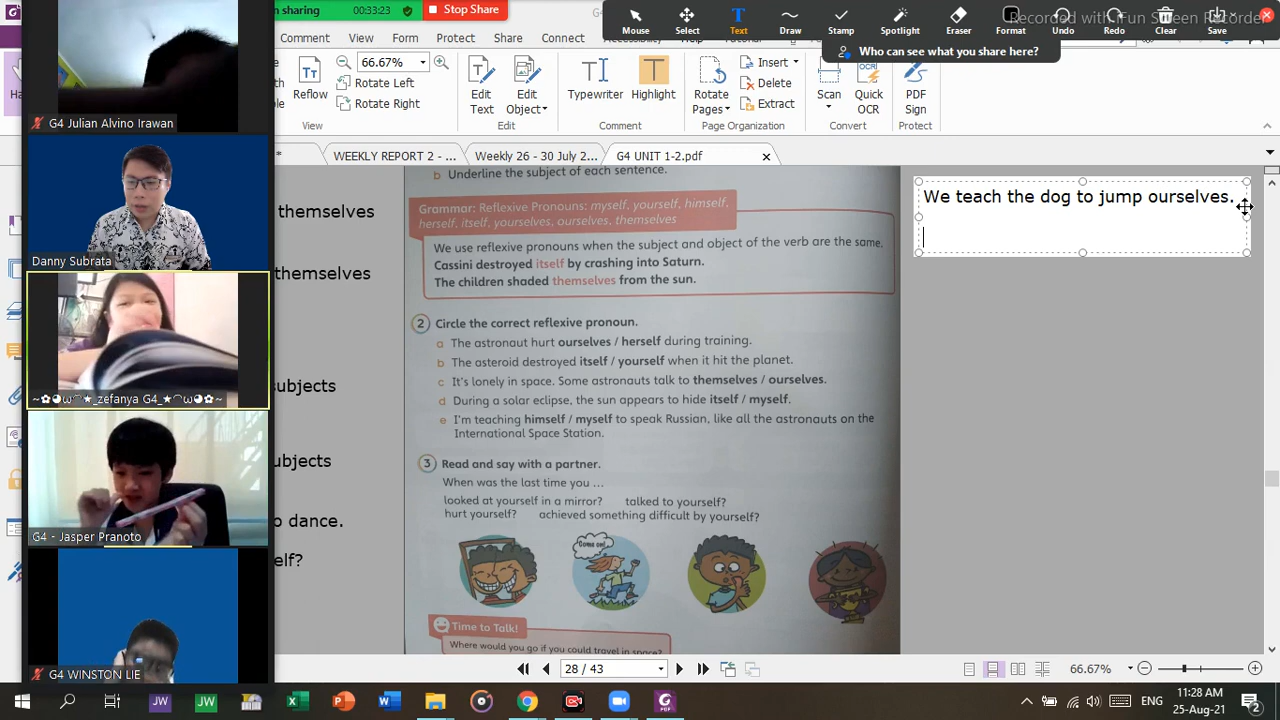 n sharing
00:33:23
Stop Share
G4
Mouse
Select
Text
Draw
Stamp
Spotlight
Eraser
Format
Undo
Redo
Clear
Save
Recorded with iFun Screen Recorder
Who can see what you share here?
Comment
View
Form
Protect
Share
Connect
Reflow
66.67%
Rotate Left
Rotate Right
View
Edit Text
Edit Object
Edit
Typewriter
Highlight
Comment
Rotate Pages
Insert
Delete
Extract
Page Organization
Scan
Quick OCR
Convert
PDF Sign
Protect
WEEKLY REPORT 2 - ...
Weekly 26 - 30 July 2...
G4 UNIT 1-2.pdf
G4 Julian Alvino Irawan
Danny Subrata
zefanya G4
G4 - Jasper Pranoto
G4 WINSTON LIE
themselves
themselves
subjects
ubjects
o dance.
elf?
b Underline the subject of each sentence.
Grammar: Reflexive Pronouns: myself, yourself, himself,
herself, itself, yourselves, ourselves, themselves
We use reflexive pronouns when the subject and object of the verb are the same.
Cassini destroyed itself by crashing into Saturn.
The children shaded themselves from the sun.
2 Circle the correct reflexive pronoun.
a The astronaut hurt ourselves / herself during training.
b The asteroid destroyed itself / yourself when it hit the planet.
c It's lonely in space. Some astronauts talk to themselves / ourselves.
d During a solar eclipse, the sun appears to hide itself / myself.
e I'm teaching himself / myself to speak Russian, like all the astronauts on the
International Space Station.
3 Read and say with a partner.
When was the last time you ...
looked at yourself in a mirror? talked to yourself?
hurt yourself? achieved something difficult by yourself?
Come on!
Time to Talk!
Where would you go if you could travel in space?
We teach the dog to jump ourselves.
28 / 43
66.67%
JW
JW
ENG
11:28 AM
25-Aug-21
2